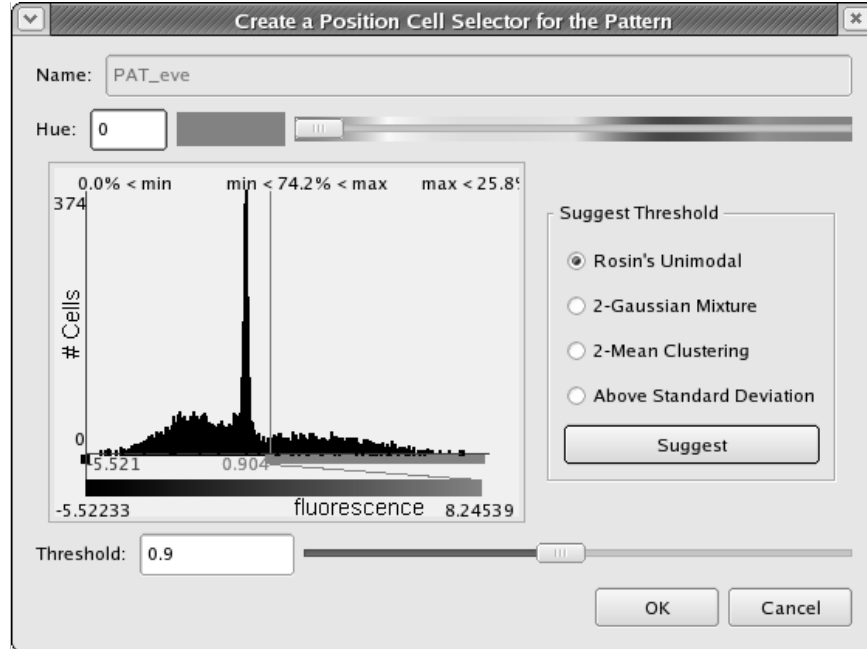 Create a Position Cell Selector for the Pattern
Name: PAT_eve
Hue: 0
0.0% < min min < 74.2% < max max < 25.8%
374
# Cells
0
-5.521 0.904
fluorescence
-5.52233 8.24539
Suggest Threshold
Rosin's Unimodal
2-Gaussian Mixture
2-Mean Clustering
Above Standard Deviation
Suggest
Threshold: 0.9
OK Cancel